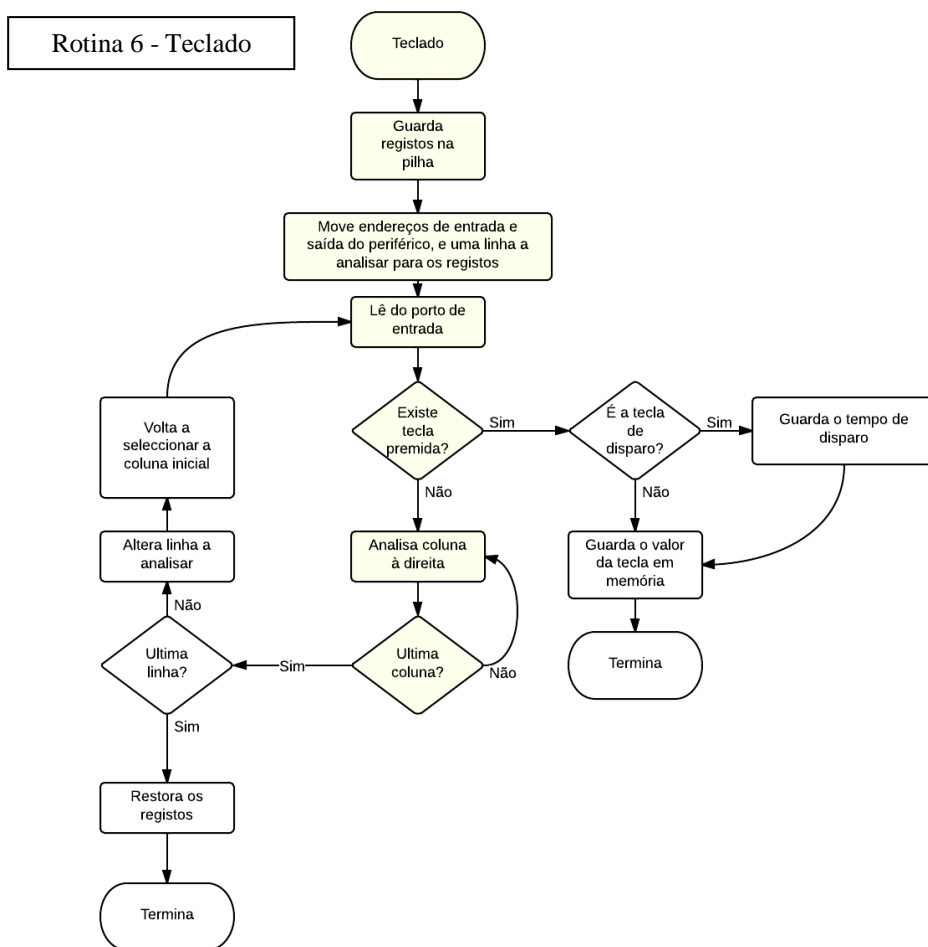 Rotina 6 - Teclado
Teclado
Guarda
registos na
pilha
Move endereços de entrada e
saída do periférico, e uma linha a
analisar para os registos
Lê do porto de
entrada
Existe
tecla
premida?
Sim
É a tecla
de
disparo?
Sim
Guarda o tempo de
disparo
Volta a
seleccionar a
coluna inicial
Não
Não
Altera linha a
analisar
Analisa coluna
à direita
Guarda o valor
da tecla em
memória
Não
Ultima
linha?
Sim
Ultima
coluna?
Não
Termina
Sim
Restora os
registos
Termina